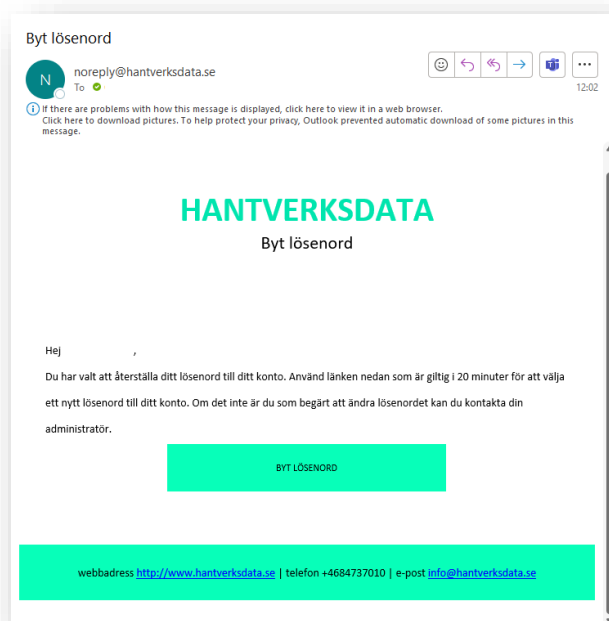 Byt lösenord
N
noreply@hantverksdata.se
To
12:02
If there are problems with how this message is displayed, click here to view it in a web browser.
Click here to download pictures. To help protect your privacy, Outlook prevented automatic download of some pictures in this
message.
HANTVERKSDATA
Byt lösenord
Hej ,
Du har valt att återställa ditt lösenord till ditt konto. Använd länken nedan som är giltig i 20 minuter för att välja
ett nytt lösenord till ditt konto. Om det inte är du som begärt att ändra lösenordet kan du kontakta din
administratör.
BYT LÖSENORD
webbadress http://www.hantverksdata.se | telefon +4684737010 | e-post info@hantverksdata.se